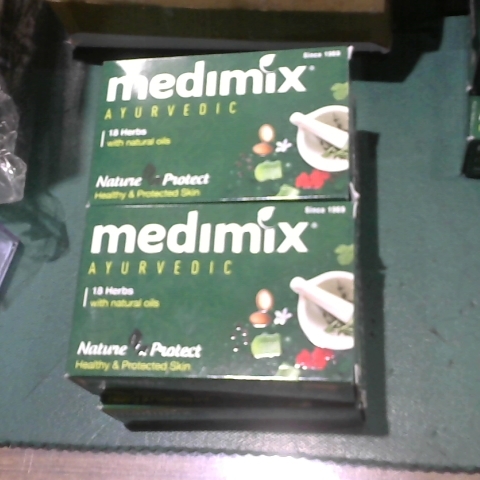 Since 1969
medimix
AYURVEDIC
18 Herbs
with natural oils
Nature Protect
Healthy & Protected Skin
Since 1969
medimix
AYURVEDIC
18 Herbs
with natural oils
Nature Protect
Healthy & Protected Skin